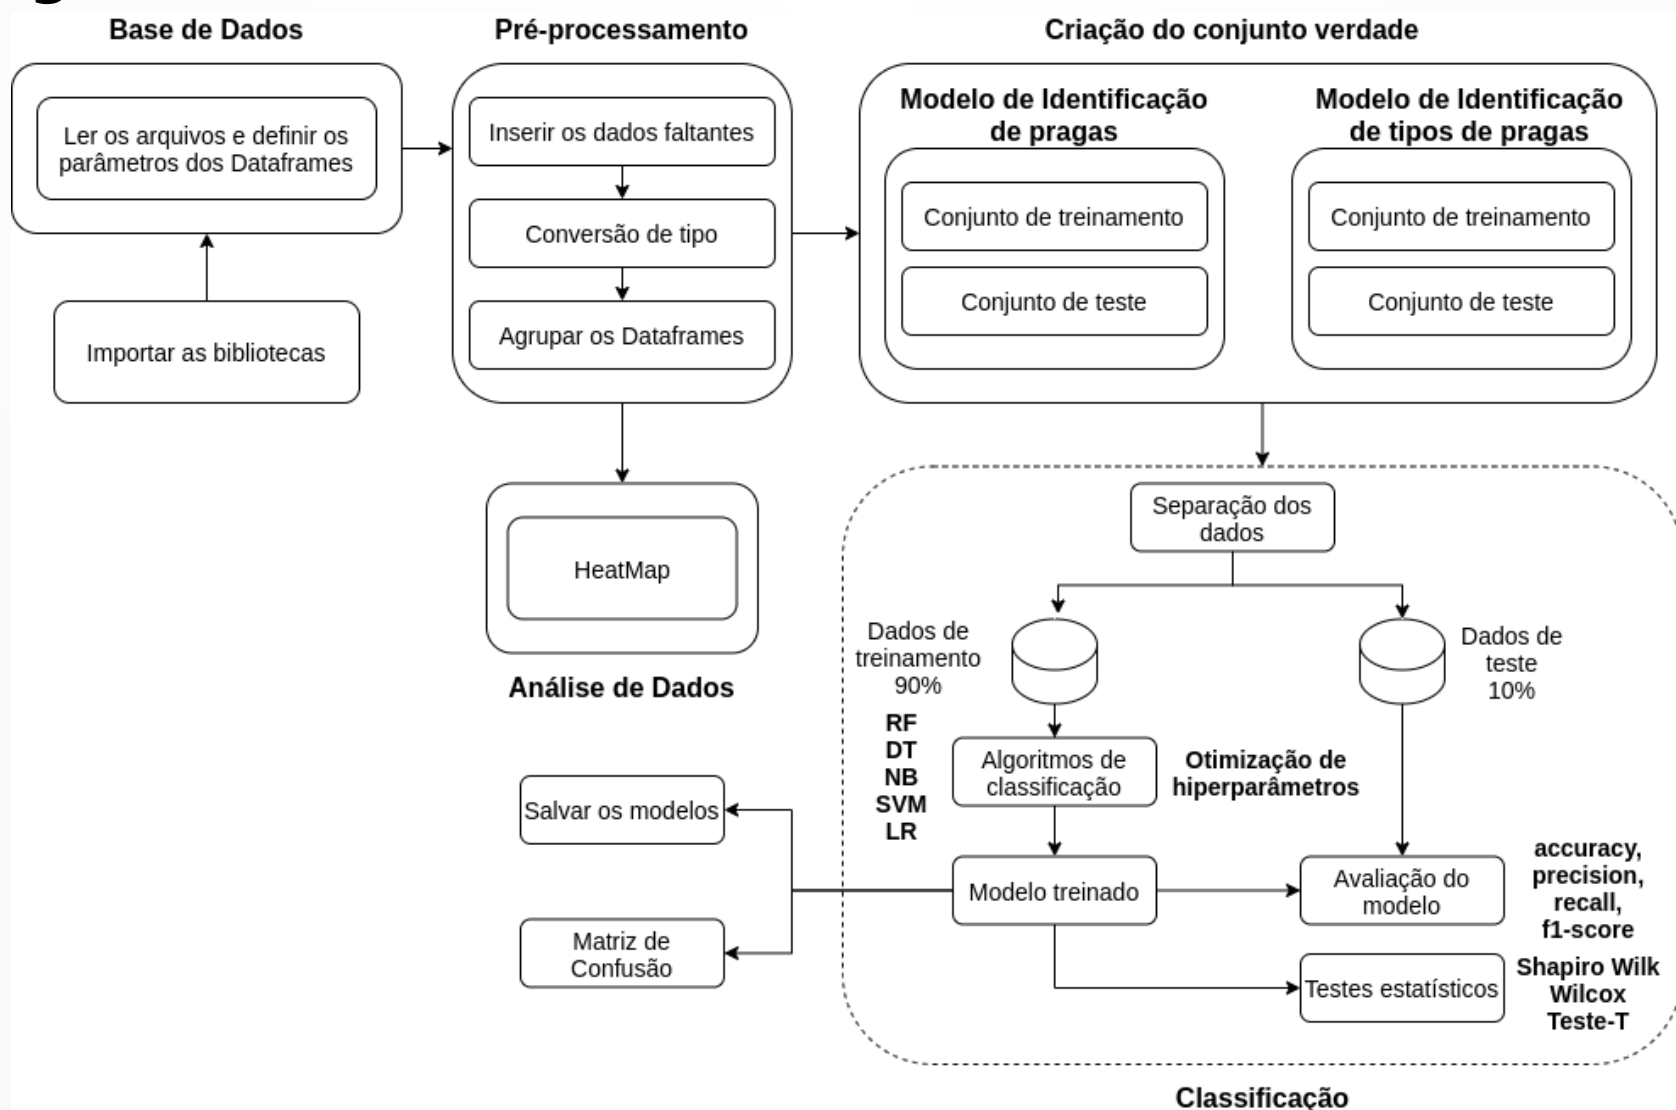 Base de Dados
Pré-processamento
Criação do conjunto verdade
Ler os arquivos e definir os
parâmetros dos Dataframes
Importar as bibliotecas
Inserir os dados faltantes
Conversão de tipo
Agrupar os Dataframes
Modelo de Identificação
de pragas
Conjunto de treinamento
Conjunto de teste
Modelo de Identificação
de tipos de pragas
Conjunto de treinamento
Conjunto de teste
HeatMap
Análise de Dados
Separação dos
dados
Dados de
treinamento
90%
Dados de
teste
10%
RF
DT
NB
SVM
LR
Algoritmos de
classificação
Otimização de
hiperparâmetros
Salvar os modelos
Modelo treinado
Avaliação do
modelo
accuracy,
precision,
recall,
f1-score
Matriz de
Confusão
Testes estatísticos
Shapiro Wilk
Wilcox
Teste-T
Classificação